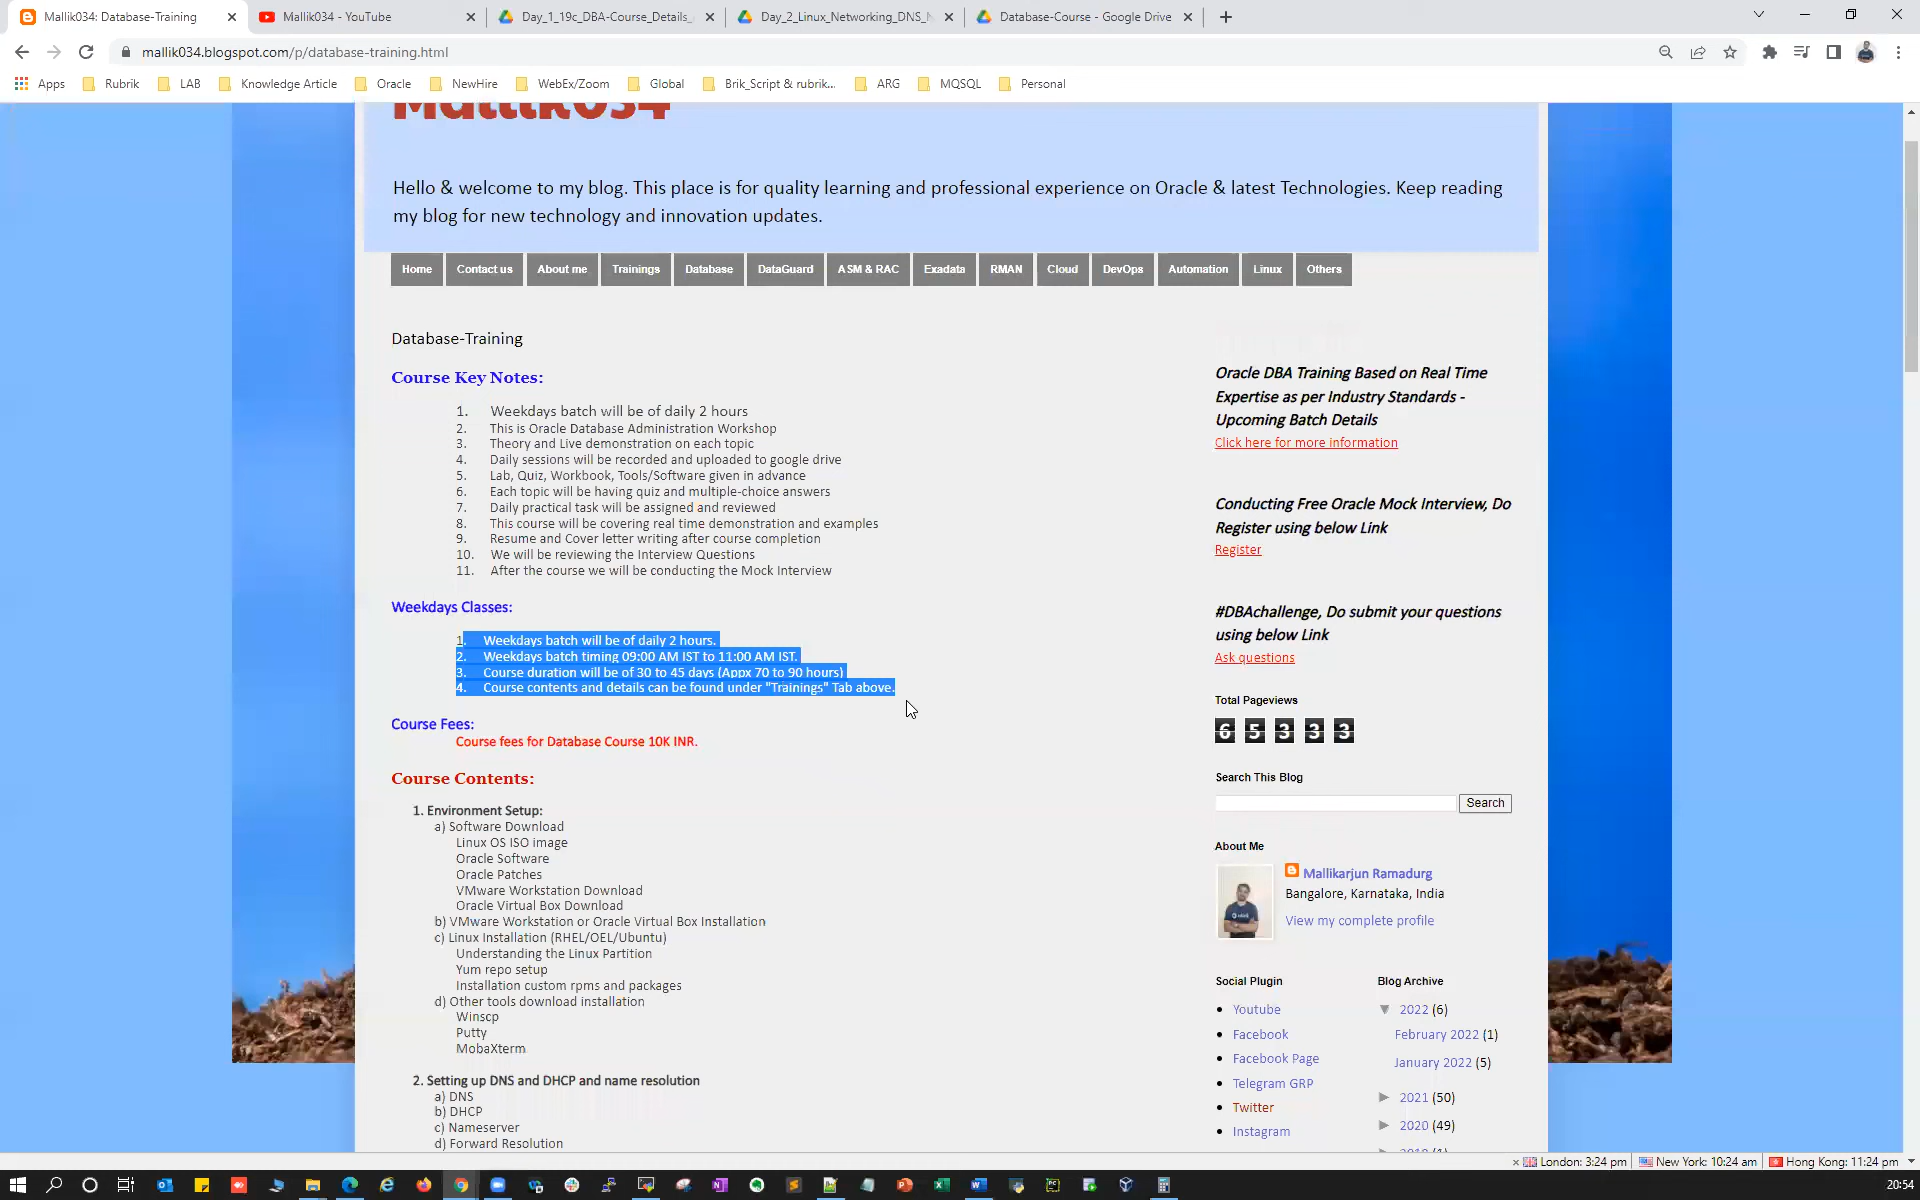 Mallik034: Database-Training
Mallik034 - YouTube
Day_1_19c_DBA-Course_Details_
Day_2_Linux_Networking_DNS_N
Database-Course - Google Drive
mallik034.blogspot.com/p/database-training.html
Apps
Rubrik
LAB
Knowledge Article
Oracle
NewHire
WebEx/Zoom
Global
Brik_Script & rubrik...
ARG
MQSQL
Personal
Mallik034
Hello & welcome to my blog. This place is for quality learning and professional experience on Oracle & latest Technologies. Keep reading
my blog for new technology and innovation updates.
Home
Contact us
About me
Trainings
Database
DataGuard
ASM & RAC
Exadata
RMAN
Cloud
DevOps
Automation
Linux
Others
Database-Training
Course Key Notes:
1. Weekdays batch will be of daily 2 hours
2. This is Oracle Database Administration Workshop
3. Theory and Live demonstration on each topic
4. Daily sessions will be recorded and uploaded to google drive
5. Lab, Quiz, Workbook, Tools/Software given in advance
6. Each topic will be having quiz and multiple-choice answers
7. Daily practical task will be assigned and reviewed
8. This course will be covering real time demonstration and examples
9. Resume and Cover letter writing after course completion
10. We will be reviewing the Interview Questions
11. After the course we will be conducting the Mock Interview
Weekdays Classes:
1. Weekdays batch will be of daily 2 hours.
2. Weekdays batch timing 09:00 AM IST to 11:00 AM IST.
3. Course duration will be of 30 to 45 days (Appx 70 to 90 hours)
4. Course contents and details can be found under "Trainings" Tab above.
Course Fees:
Course fees for Database Course 10K INR.
Course Contents:
1. Environment Setup:
a) Software Download
Linux OS ISO image
Oracle Software
Oracle Patches
VMware Workstation Download
Oracle Virtual Box Download
b) VMware Workstation or Oracle Virtual Box Installation
c) Linux Installation (RHEL/OEL/Ubuntu)
Understanding the Linux Partition
Yum repo setup
Installation custom rpms and packages
d) Other tools download installation
Winscp
Putty
MobaXterm
2. Setting up DNS and DHCP and name resolution
a) DNS
b) DHCP
c) Nameserver
d) Forward Resolution
Oracle DBA Training Based on Real Time
Expertise as per Industry Standards -
Upcoming Batch Details
Click here for more information
Conducting Free Oracle Mock Interview, Do
Register using below Link
Register
#DBAchallenge, Do submit your questions
using below Link
Ask questions
Total Pageviews
6 5 3 3 3
Search This Blog
Search
About Me
Mallikarjun Ramadurg
Bangalore, Karnataka, India
View my complete profile
Social Plugin
Youtube
Facebook
Facebook Page
Telegram GRP
Twitter
Instagram
Blog Archive
▼ 2022 (6)
February 2022 (1)
January 2022 (5)
► 2021 (50)
► 2020 (49)
London: 3:24 pm
New York: 10:24 am
Hong Kong: 11:24 pm
20:54